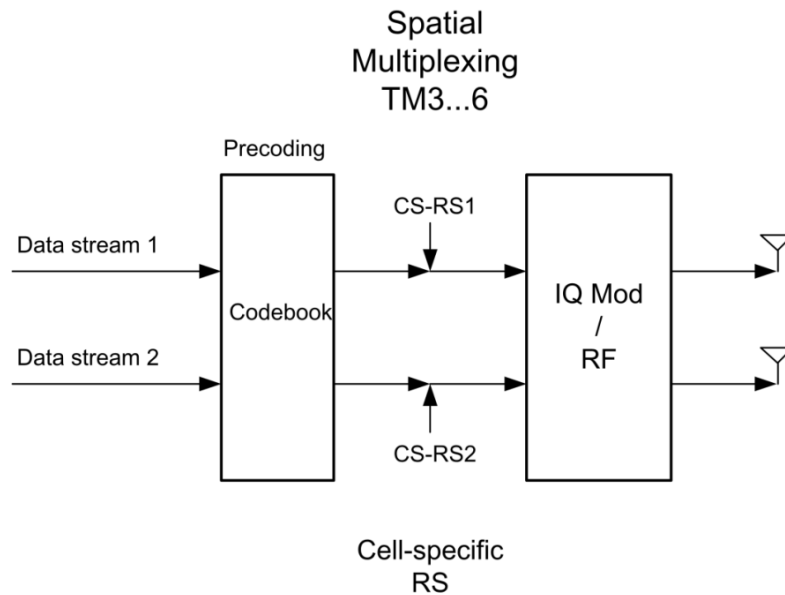 Spatial
Multiplexing
TM3...6
Precoding
CS-RS1
Data stream 1
Codebook
IQ Mod
/
RF
Data stream 2
CS-RS2
Cell-specific
RS